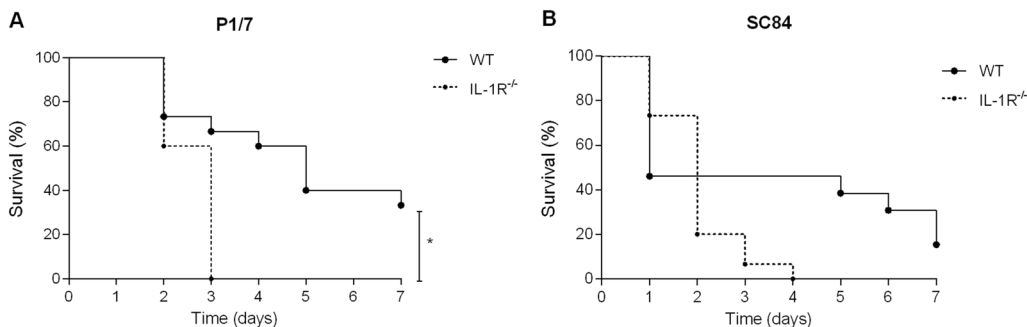 A
P1/7
WT
IL-1R-/-
Survival (%)
100
80
60
40
20
0
0 1 2 3 4 5 6 7
Time (days)
*
B
SC84
WT
IL-1R-/-
Survival (%)
100
80
60
40
20
0
0 1 2 3 4 5 6 7
Time (days)